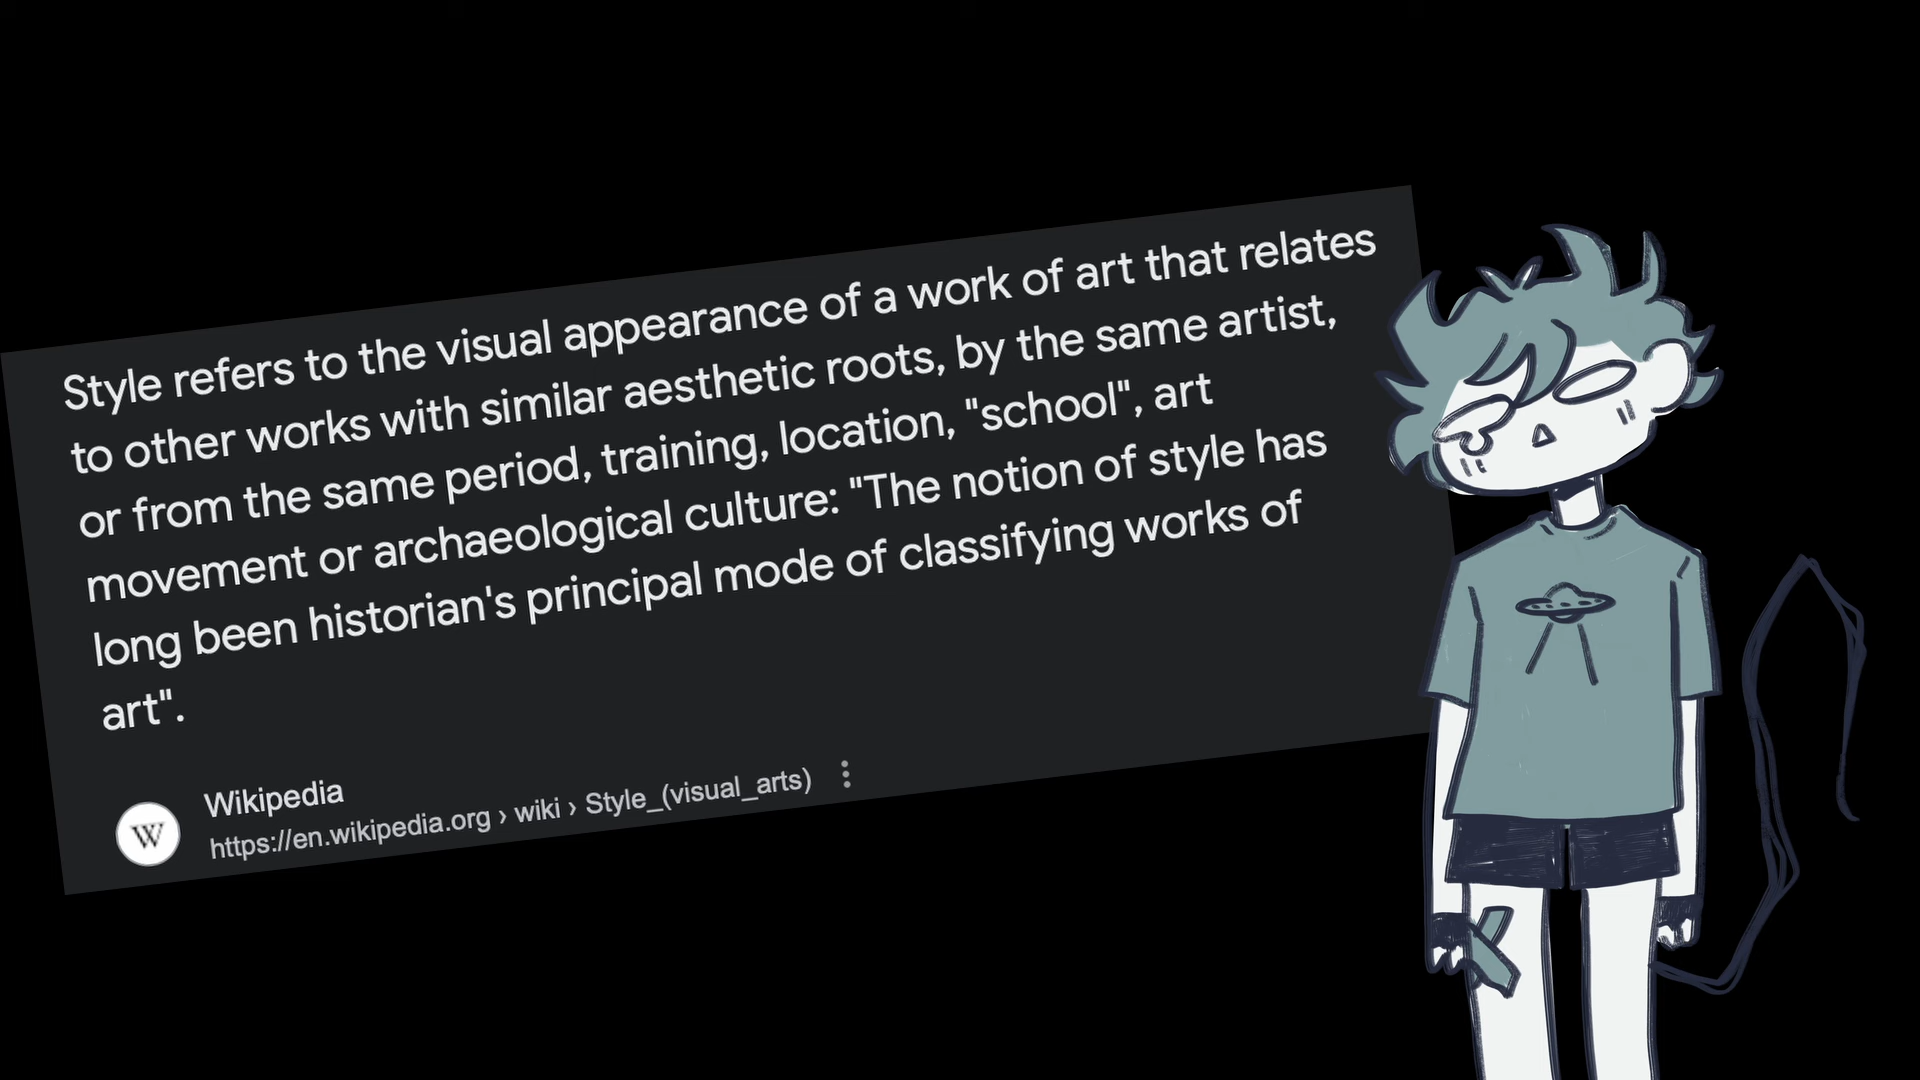 Style refers to the visual appearance of a work of art that relates
to other works with similar aesthetic roots, by the same artist,
or from the same period, training, location, "school", art
movement or archaeological culture: "The notion of style has
long been historian's principal mode of classifying works of
art".
W
Wikipedia
https://en.wikipedia.org › wiki › Style_(visual_arts)